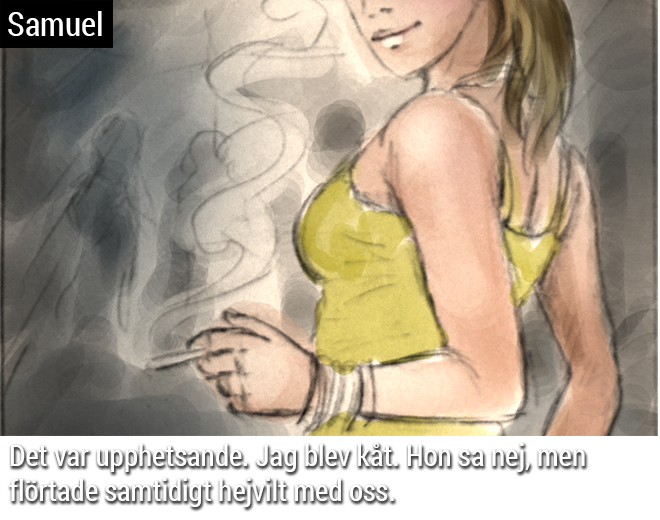 Samuel
Det var upphetsande. Jag blev kåt. Hon sa nej, men
flörtade samtidigt hejvilt med oss.